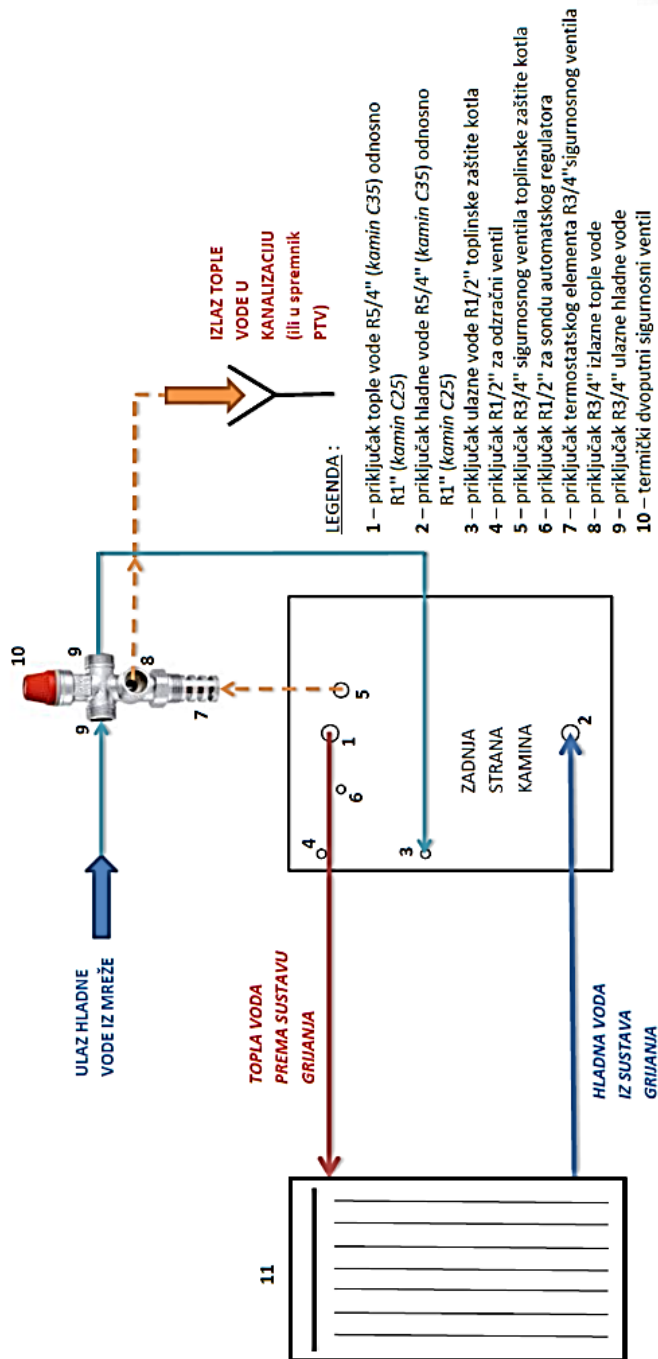 ULAZ HLADNE
VODE IZ MREŽE
10
9
9
8
7
IZLAZ TOPLE
VODE U
KANALIZACIJU
(ili u spremnik
PTV)
11
TOPLA VODA
PREMA SUSTAVU
GRIJANJA
HLADNA VODA
IZ SUSTAVA
GRIJANJA
4
6
1
5
3
2
ZADNJA
STRANA
KAMINA
LEGENDA :
1 – priključak tople vode R5/4" (kamin C35) odnosno
R1" (kamin C25)
2 – priključak hladne vode R5/4" (kamin C35) odnosno
R1" (kamin C25)
3 – priključak ulazne vode R1/2" toplinske zaštite kotla
4 – priključak R1/2" za odzračni ventil
5 – priključak R3/4" sigurnosnog ventila toplinske zaštite kotla
6 – priključak R1/2" za sondu automatskog regulatora
7 – priključak termostatskog elementa R3/4"sigurnosnog ventila
8 – priključak R3/4" izlazne tople vode
9 – priključak R3/4" ulazne hladne vode
10 – termički dvoputni sigurnosni ventil